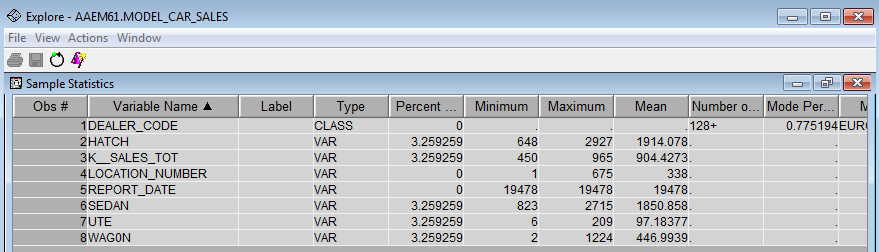 Explore - AAEM61.MODEL_CAR_SALES
File View Actions Window
Sample Statistics
Obs # Variable Name ▲ Label Type Percent ... Minimum Maximum Mean Number o... Mode Per... M
1 DEALER_CODE CLASS 0 . . . 128+ 0.775194 EURO
2 HATCH VAR 3.259259 648 2927 1914.078 . .
3 K__SALES_TOT VAR 3.259259 450 965 904.4273 . .
4 LOCATION_NUMBER VAR 0 1 675 338 . .
5 REPORT_DATE VAR 0 19478 19478 19478 . .
6 SEDAN VAR 3.259259 823 2715 1850.858 . .
7 UTE VAR 3.259259 6 209 97.18377 . .
8 WAG0N VAR 3.259259 2 1224 446.9939 . .